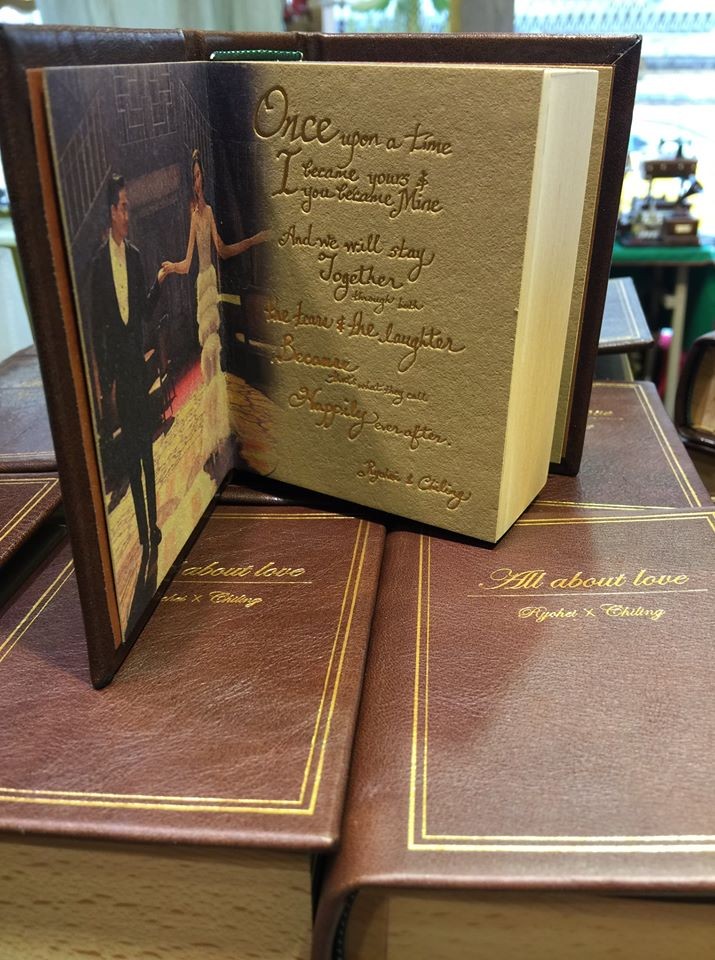 Once upon a time
I became yours &
you became Mine
And we will stay
Together
through both
the tears & the laughter
Because
that's what they call
Happily ever after.
Ryohei & Chiling
about love
Chiling
All about love
Ryohei × Chiling